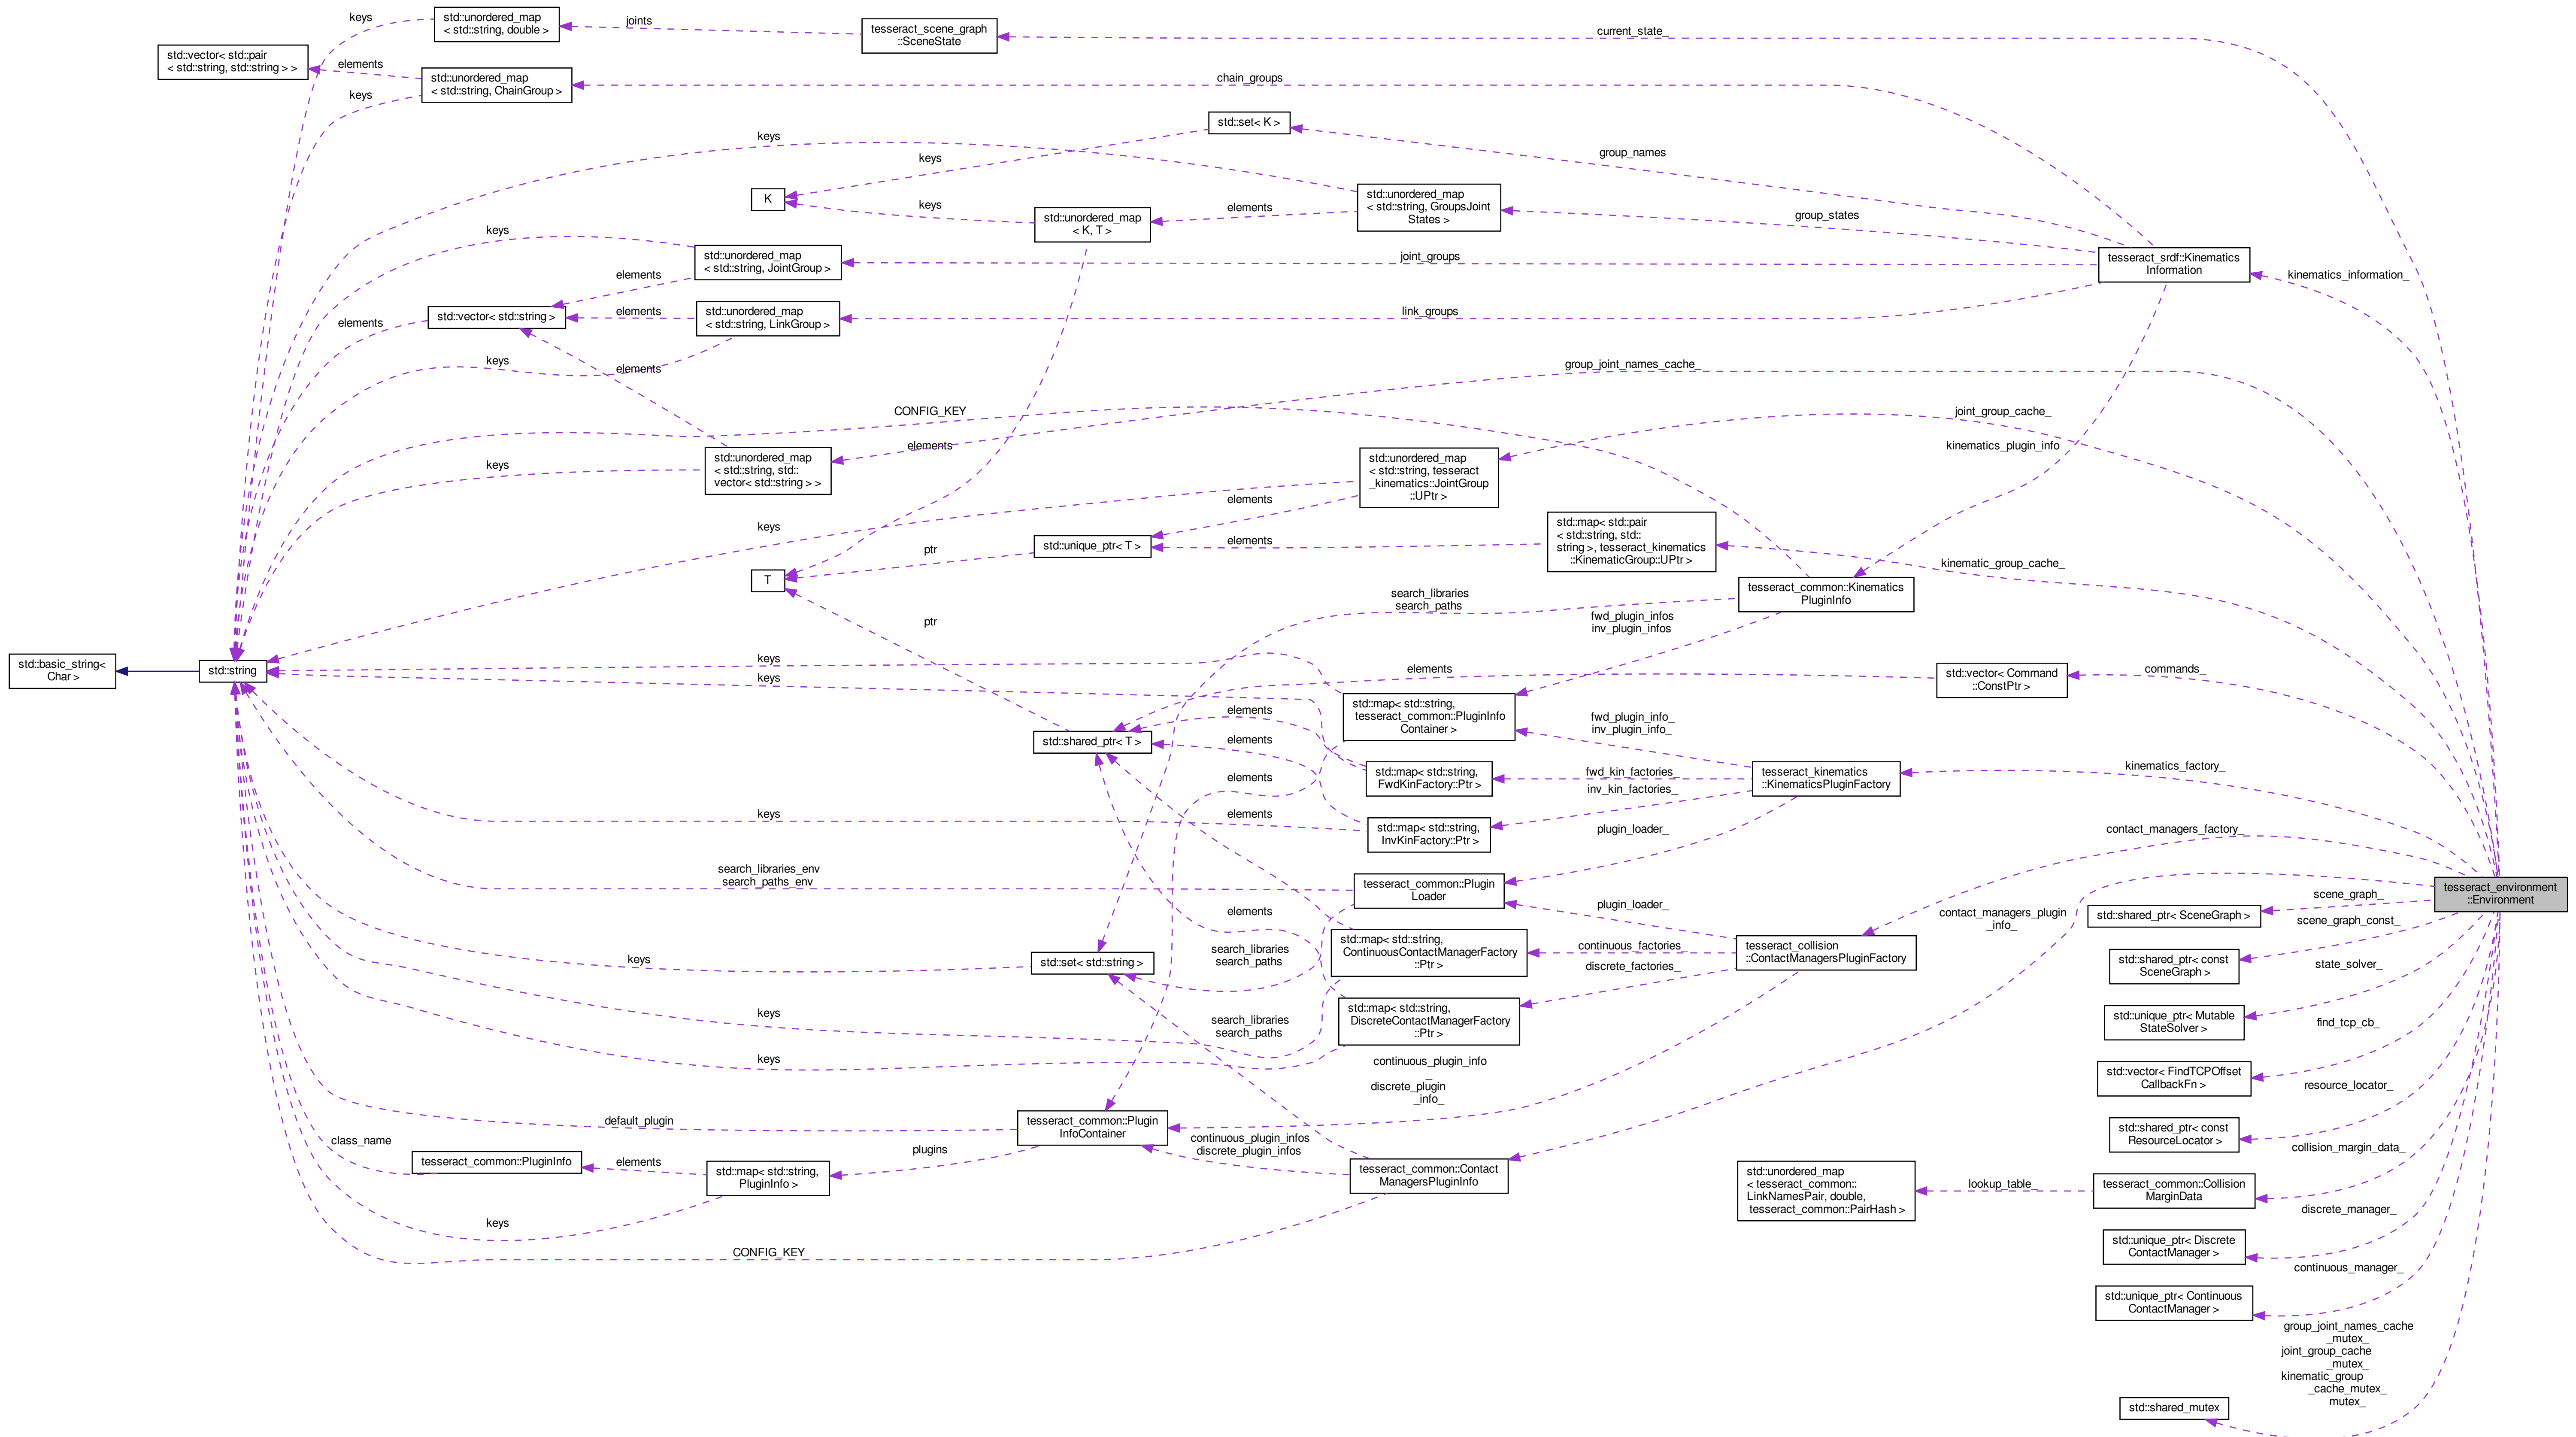 keys
std::unordered_map
< std::string, double >
joints
tesseract_scene_graph
::SceneState
current_state_
std::vector< std::pair
< std::string, std::string > >
elements
std::unordered_map
< std::string, ChainGroup >
chain_groups
keys
std::set< K >
keys
keys
group_names
K
std::unordered_map
< std::string, GroupsJoint
States >
keys
elements
group_states
std::unordered_map
< K, T >
keys
std::unordered_map
< std::string, JointGroup >
joint_groups
tesseract_srdf::Kinematics
Information
elements
kinematics_information_
std::vector< std::string >
elements
elements
std::unordered_map
< std::string, LinkGroup >
link_groups
keys
elements
group_joint_names_cache_
CONFIG_KEY
joint_group_cache_
elements
kinematics_plugin_info
std::unordered_map
< std::string, std::
vector< std::string > >
keys
std::unordered_map
< std::string, tesseract
_kinematics::JointGroup
::UPtr >
elements
keys
std::map< std::pair
< std::string, std::
string >, tesseract_kinematics
::KinematicGroup::UPtr >
elements
std::unique_ptr< T >
ptr
kinematic_group_cache_
T
tesseract_common::Kinematics
PluginInfo
search_libraries
search_paths
fwd_plugin_infos
inv_plugin_infos
ptr
std::basic_string<
Char >
std::string
keys
keys
elements
std::vector< Command
::ConstPtr >
commands_
std::map< std::string,
tesseract_common::PluginInfo
Container >
elements
fwd_plugin_info_
inv_plugin_info_
std::shared_ptr< T >
elements
elements
std::map< std::string,
FwdKinFactory::Ptr >
fwd_kin_factories_
inv_kin_factories_
tesseract_kinematics
::KinematicsPluginFactory
kinematics_factory_
keys
elements
std::map< std::string,
InvKinFactory::Ptr >
plugin_loader_
contact_managers_factory_
search_libraries_env
search_paths_env
tesseract_common::Plugin
Loader
plugin_loader_
tesseract_environment
::Environment
scene_graph_
std::shared_ptr< SceneGraph >
scene_graph_const_
elements
contact_managers_plugin
_info_
std::map< std::string,
ContinuousContactManagerFactory
::Ptr >
continuous_factories_
discrete_factories_
tesseract_collision
::ContactManagersPluginFactory
search_libraries
search_paths
keys
std::set< std::string >
std::shared_ptr< const
SceneGraph >
state_solver_
keys
search_libraries
search_paths
std::map< std::string,
DiscreteContactManagerFactory
::Ptr >
std::unique_ptr< Mutable
StateSolver >
find_tcp_cb_
keys
continuous_plugin_info
_
discrete_plugin
_info_
std::vector< FindTCPOffset
CallbackFn >
resource_locator_
default_plugin
tesseract_common::Plugin
InfoContainer
std::shared_ptr< const
ResourceLocator >
class_name
tesseract_common::PluginInfo
elements
std::map< std::string,
PluginInfo >
plugins
continuous_plugin_infos
discrete_plugin_infos
tesseract_common::Contact
ManagersPluginInfo
collision_margin_data_
std::unordered_map
< tesseract_common::
LinkNamesPair, double,
tesseract_common::PairHash >
lookup_table_
tesseract_common::Collision
MarginData
keys
discrete_manager_
CONFIG_KEY
std::unique_ptr< Discrete
ContactManager >
continuous_manager_
std::unique_ptr< Continuous
ContactManager >
group_joint_names_cache
_mutex_
joint_group_cache
_mutex_
kinematic_group
_cache_mutex_
mutex_
std::shared_mutex